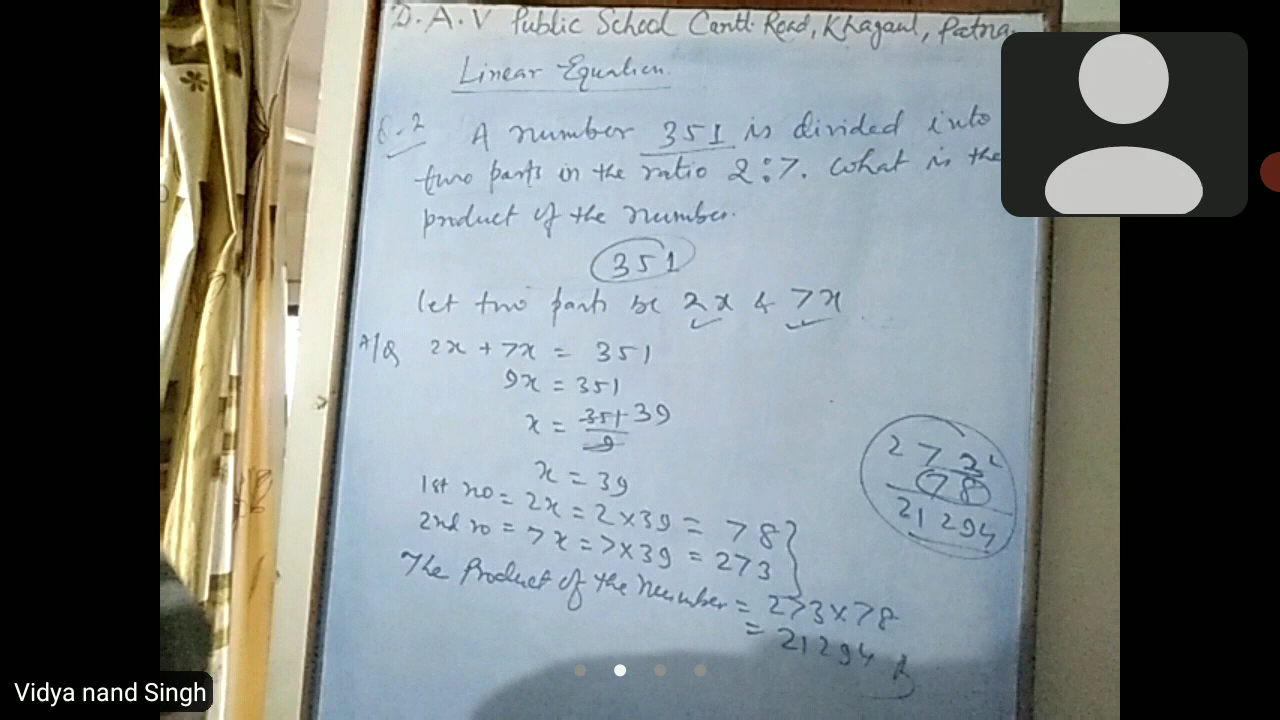 D.A.V Public School Cantt. Road, Khagaul, Patna
Linear Equation.
Q-2 A number 351 is divided into
two parts in the ratio 2:7. What is the
product of the number.
351
let two parts be 2x & 7x
A/Q 2x + 7x = 351
9x = 351
x = 351/9 39
x = 39
1st no = 2x = 2×39 = 78
2nd no = 7x = 7×39 = 273
The Product of the number = 273×78
= 21294
27
78
21294
Vidya nand Singh